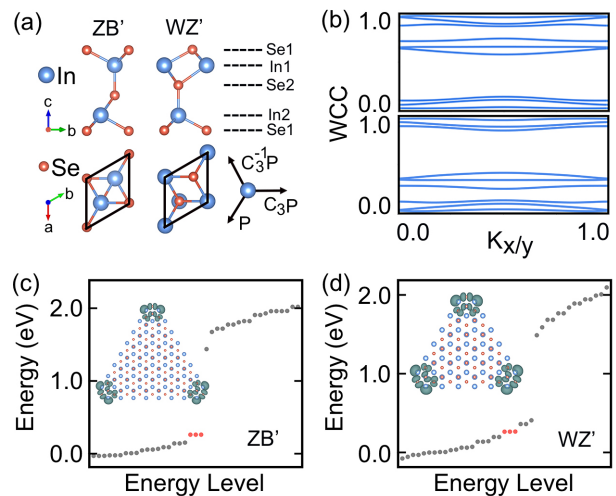 (a)
ZB'
WZ'
In
Se1
In1
Se2
In2
Se1
c
b
Se
b
a
C₃⁻¹P
C₃P
P
(b)
1.0
0.0
1.0
0.0
WCC
0.0
Kx/y
1.0
(c)
2.0
1.0
0.0
Energy (eV)
ZB'
Energy Level
(d)
2.0
1.0
0.0
Energy (eV)
WZ'
Energy Level